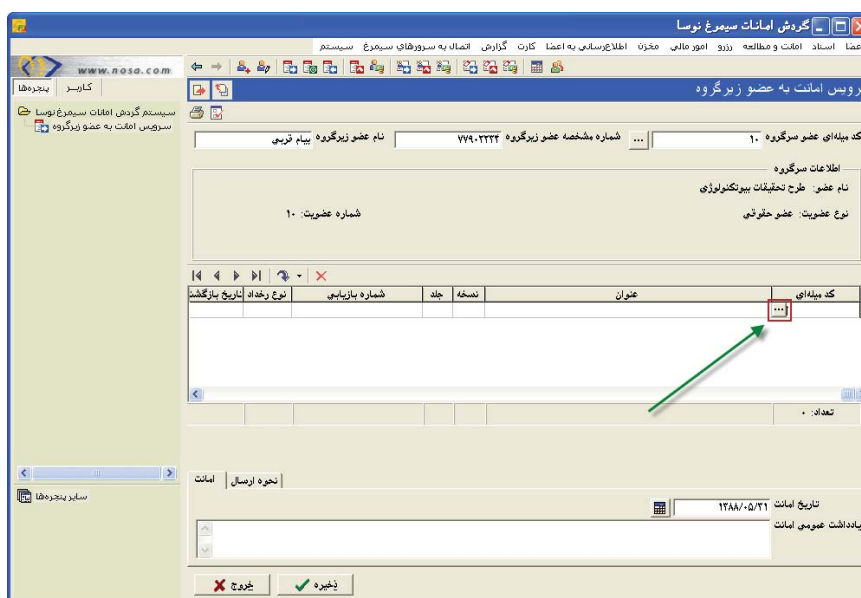 گردش امانات سیمرغ نوسا
اعضا اسناد امانت و مطالعه رزرو امور مالی مخزن اطلاع‌رسانی به اعضا کارت گزارش اتصال به سرورهای سیمرغ سیستم
www.nosa.com
کاربر پنجره‌ها
سرویس امانت به عضو زیرگروه
سیستم گردش امانات سیمرغ نوسا
سرویس امانت به عضو زیرگروه
کد میله‌ای عضو سرگروه ۱۰ ... شماره مشخصه عضو زیرگروه ۷۷۹۰۲۲۳۴ نام عضو زیرگروه پیام تربی
اطلاعات سرگروه
نام عضو: طرح تحقیقات بیوتکنولوژی
نوع عضویت: عضو حقوقی شماره عضویت: ۱۰
کد میله‌ای عنوان نسخه جلد شماره بازیابی نوع رخداد تاریخ بازگشت
...
تعداد: ۰
امانت نحوه ارسال
سایر پنجره‌ها
تاریخ امانت ۱۳۸۸/۰۵/۳۱
یادداشت عمومی امانت
ذخیره خروج